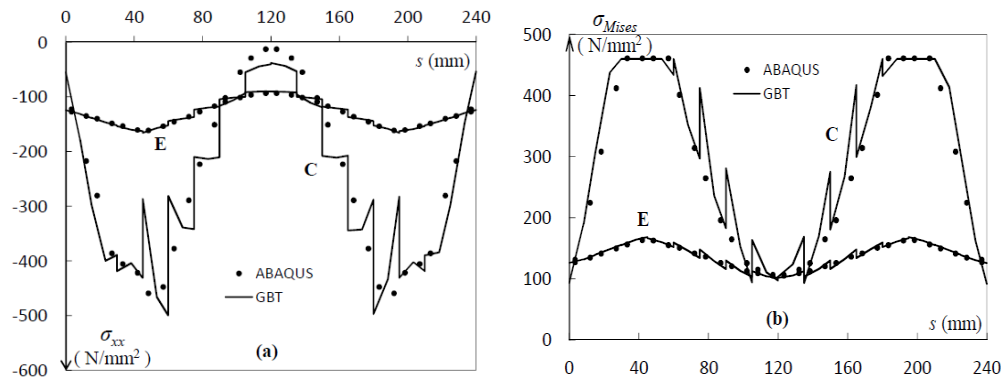 0 40 80 120 160 200 240
0
-100
-200
-300
-400
-500
-600
s (mm)
E
C
ABAQUS
GBT
σxx
( N/mm²)
(a)
σMises
( N/mm²)
500
400
300
200
100
0
ABAQUS
GBT
C
E
(b)
s (mm)
0 40 80 120 160 200 240